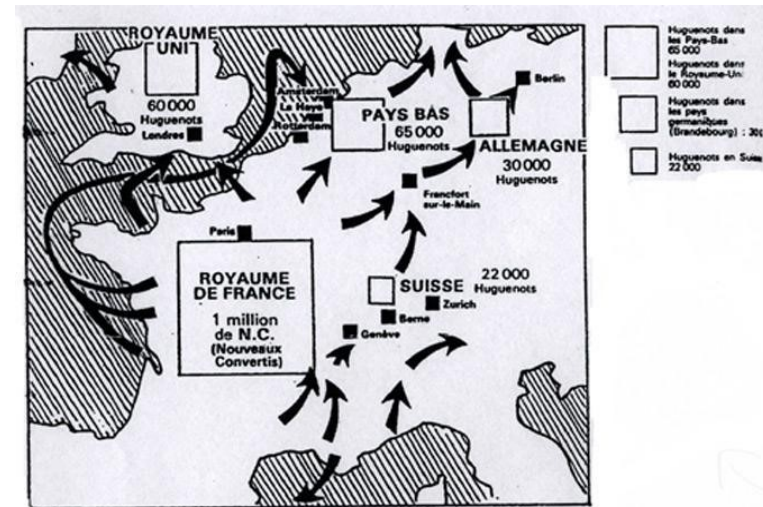 ROYAUME
UNI
60 000
Huguenots
Londres
Amsterdam
La Haye
Rotterdam
PAYS BAS
65 000
Huguenots
Berlin
ALLEMAGNE
30 000
Huguenots
Francfort
sur-le-Main
Paris
ROYAUME
DE FRANCE
1 million
de N.C.
(Nouveaux
Convertis)
SUISSE
22 000
Huguenots
Zurich
Berne
Genève
Huguenots dans
les Pays-Bas
65 000
Huguenots dans
le Royaume-Uni
60 000
Huguenots dans
les pays
germaniques
(Brandebourg) : 30
Huguenots en Suisse
22 000